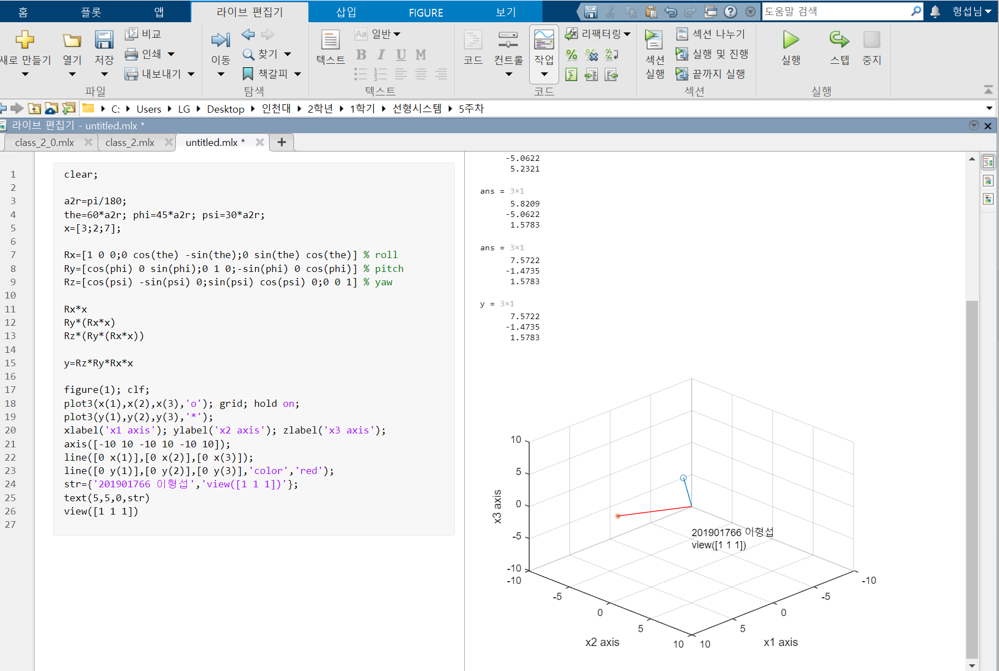 홈 플롯 앱 라이브 편집기 삽입 FIGURE 보기 도움말 검색 형섭님
새로 만들기 열기 저장 비교 인쇄 내보내기
파일
이동 찾기 책갈피
탐색
텍스트 Aa 일반 B I U M
텍스트
코드 컨트롤 작업 리팩터링
코드
섹션 실행 섹션 나누기 실행 및 진행 끝까지 실행
섹션
실행 스텝 중지
실행
C: Users LG Desktop 인천대 2학년 1학기 선형시스템 5주차
라이브 편집기 - untitled.mlx *
class_2_0.mlx class_2.mlx untitled.mlx * +
1 clear;
2
3 a2r=pi/180;
4 the=60*a2r; phi=45*a2r; psi=30*a2r;
5 x=[3;2;7];
6
7 Rx=[1 0 0;0 cos(the) -sin(the);0 sin(the) cos(the)] % roll
8 Ry=[cos(phi) 0 sin(phi);0 1 0;-sin(phi) 0 cos(phi)] % pitch
9 Rz=[cos(psi) -sin(psi) 0;sin(psi) cos(psi) 0;0 0 1] % yaw
10
11 Rx*x
12 Ry*(Rx*x)
13 Rz*(Ry*(Rx*x))
14
15 y=Rz*Ry*Rx*x
16
17 figure(1); clf;
18 plot3(x(1),x(2),x(3),'o'); grid; hold on;
19 plot3(y(1),y(2),y(3),'*');
20 xlabel('x1 axis'); ylabel('x2 axis'); zlabel('x3 axis');
21 axis([-10 10 -10 10 -10 10]);
22 line([0 x(1)],[0 x(2)],[0 x(3)]);
23 line([0 y(1)],[0 y(2)],[0 y(3)],'color','red');
24 str={'201901766 이형섭','view([1 1 1])'};
25 text(5,5,0,str)
26 view([1 1 1])
27
-5.0622
5.2321
ans = 3×1
5.8209
-5.0622
1.5783
ans = 3×1
7.5722
-1.4735
1.5783
y = 3×1
7.5722
-1.4735
1.5783
10
5
0
-5
-10
x3 axis
201901766 이형섭
view([1 1 1])
-10
-5
0
5
10
x2 axis
10
5
0
-5
-10
x1 axis